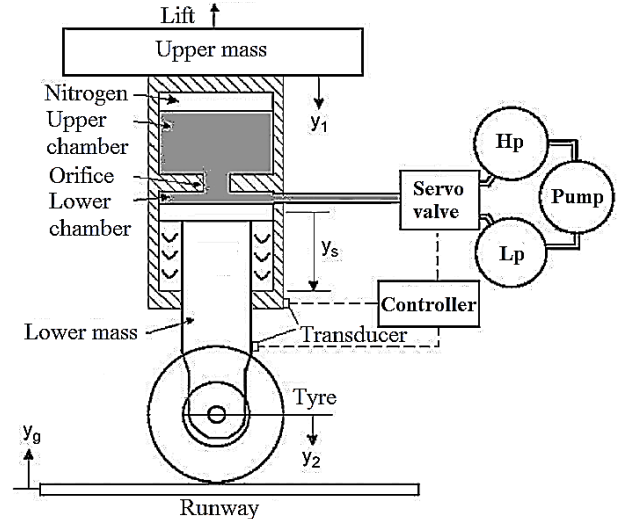 Lift
Upper mass
Nitrogen
Upper
chamber
Orifice
Lower
chamber
y1
Hp
Servo
valve
Pump
Lp
ys
Controller
Lower mass
Transducer
Tyre
yg
y2
Runway